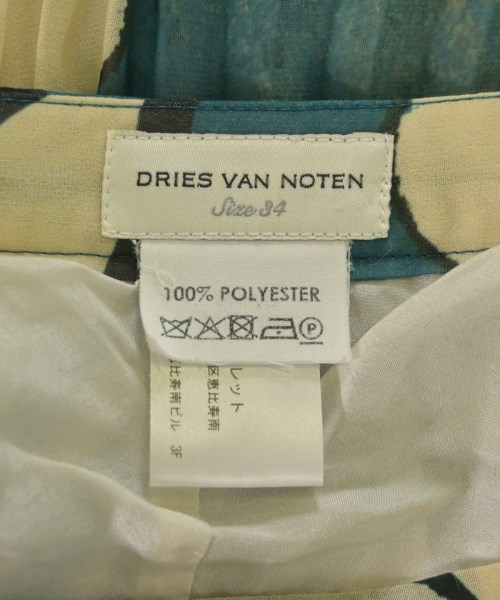 DRIES VAN NOTEN
Size 34
100% POLYESTER
P
レット
区恵比寿南
比寿南ビル 3F